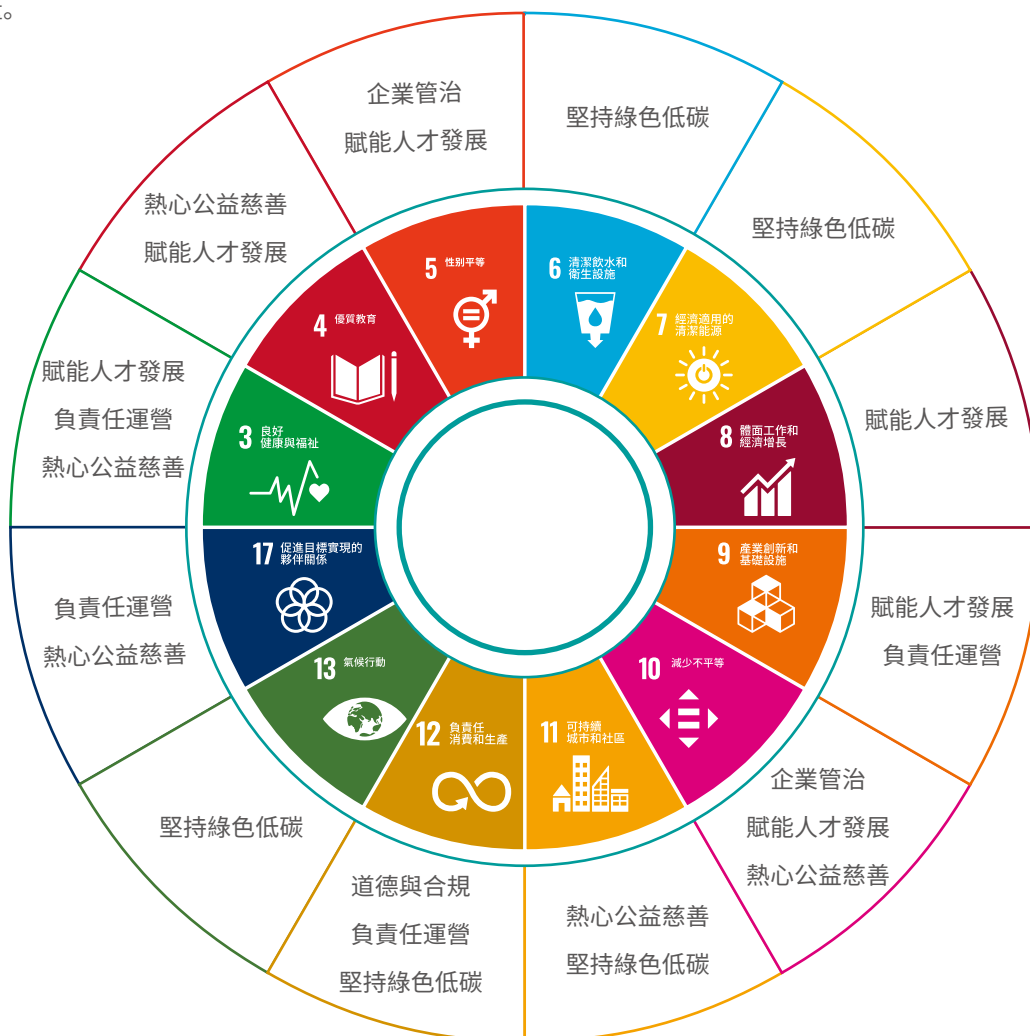 企業管治
賦能人才發展
堅持綠色低碳
熱心公益慈善
賦能人才發展
堅持綠色低碳
5 性別平等
6 清潔飲水和
衛生設施
4 優質教育
7 經濟適用的
清潔能源
賦能人才發展
負責任運營
熱心公益慈善
3 良好
健康與福祉
8 體面工作和
經濟增長
賦能人才發展
17 促進目標實現的
夥伴關係
9 產業創新和
基礎設施
負責任運營
熱心公益慈善
賦能人才發展
負責任運營
13 氣候行動
10 減少不平等
12 負責任
消費和生產
11 可持續
城市和社區
堅持綠色低碳
企業管治
賦能人才發展
熱心公益慈善
道德與合規
負責任運營
堅持綠色低碳
熱心公益慈善
堅持綠色低碳